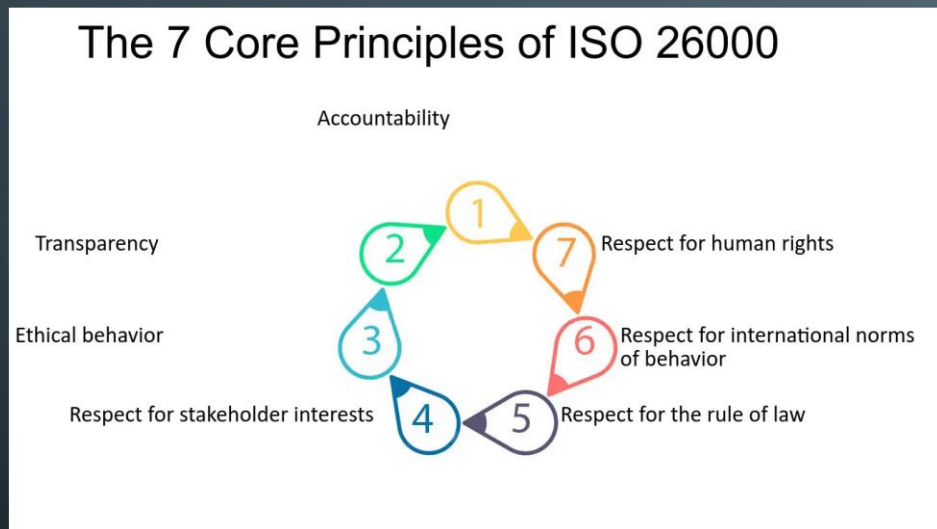 The 7 Core Principles of ISO 26000
Accountability
1
Transparency
2
7
Respect for human rights
Ethical behavior
3
6
Respect for international norms
of behavior
Respect for stakeholder interests
4
5
Respect for the rule of law